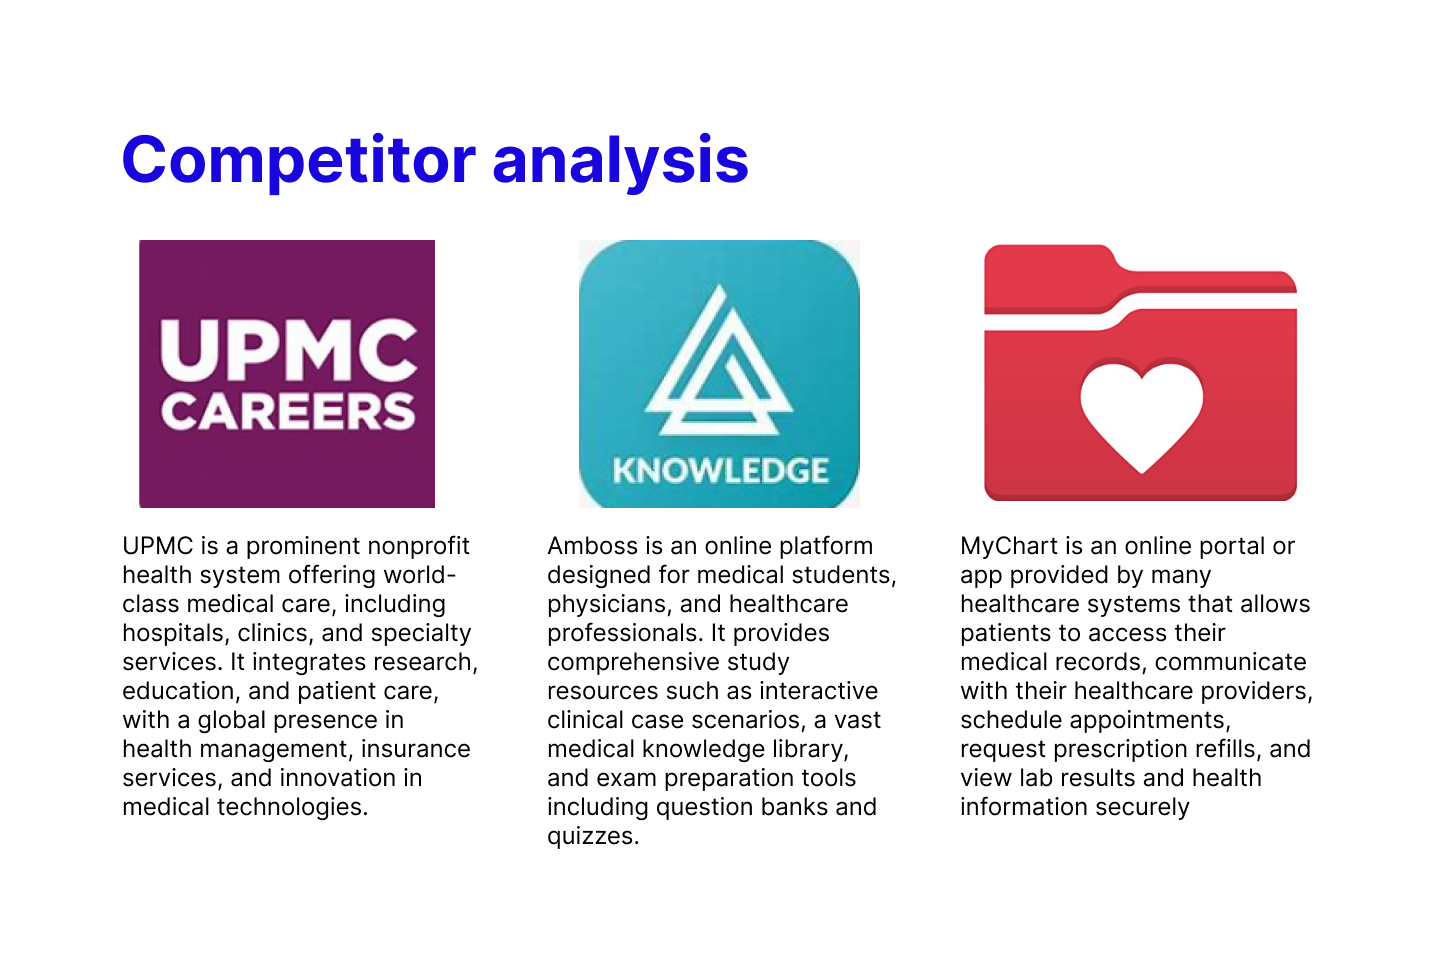 Competitor analysis
UPMC
CAREERS
KNOWLEDGE
UPMC is a prominent nonprofit
health system offering world-
class medical care, including
hospitals, clinics, and specialty
services. It integrates research,
education, and patient care,
with a global presence in
health management, insurance
services, and innovation in
medical technologies.
Amboss is an online platform
designed for medical students,
physicians, and healthcare
professionals. It provides
comprehensive study
resources such as interactive
clinical case scenarios, a vast
medical knowledge library,
and exam preparation tools
including question banks and
quizzes.
MyChart is an online portal or
app provided by many
healthcare systems that allows
patients to access their
medical records, communicate
with their healthcare providers,
schedule appointments,
request prescription refills, and
view lab results and health
information securely